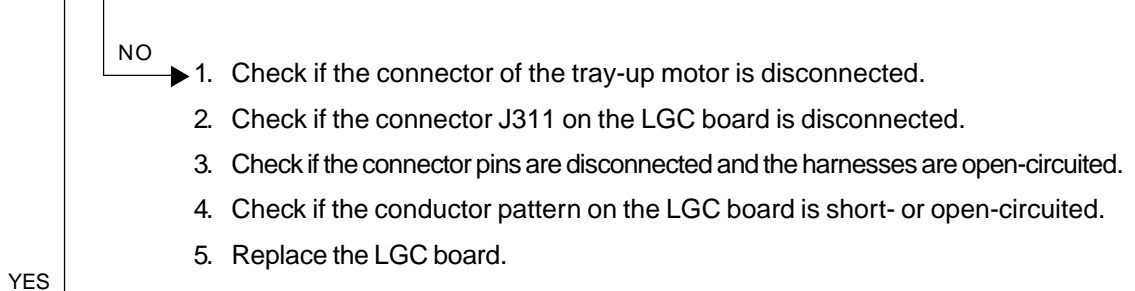 NO
1. Check if the connector of the tray-up motor is disconnected.
2. Check if the connector J311 on the LGC board is disconnected.
3. Check if the connector pins are disconnected and the harnesses are open-circuited.
4. Check if the conductor pattern on the LGC board is short- or open-circuited.
5. Replace the LGC board.
YES